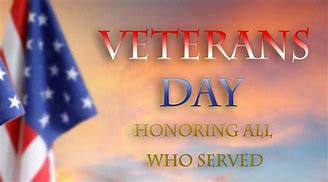 VETERANS
DAY
HONORING ALL
WHO SERVED